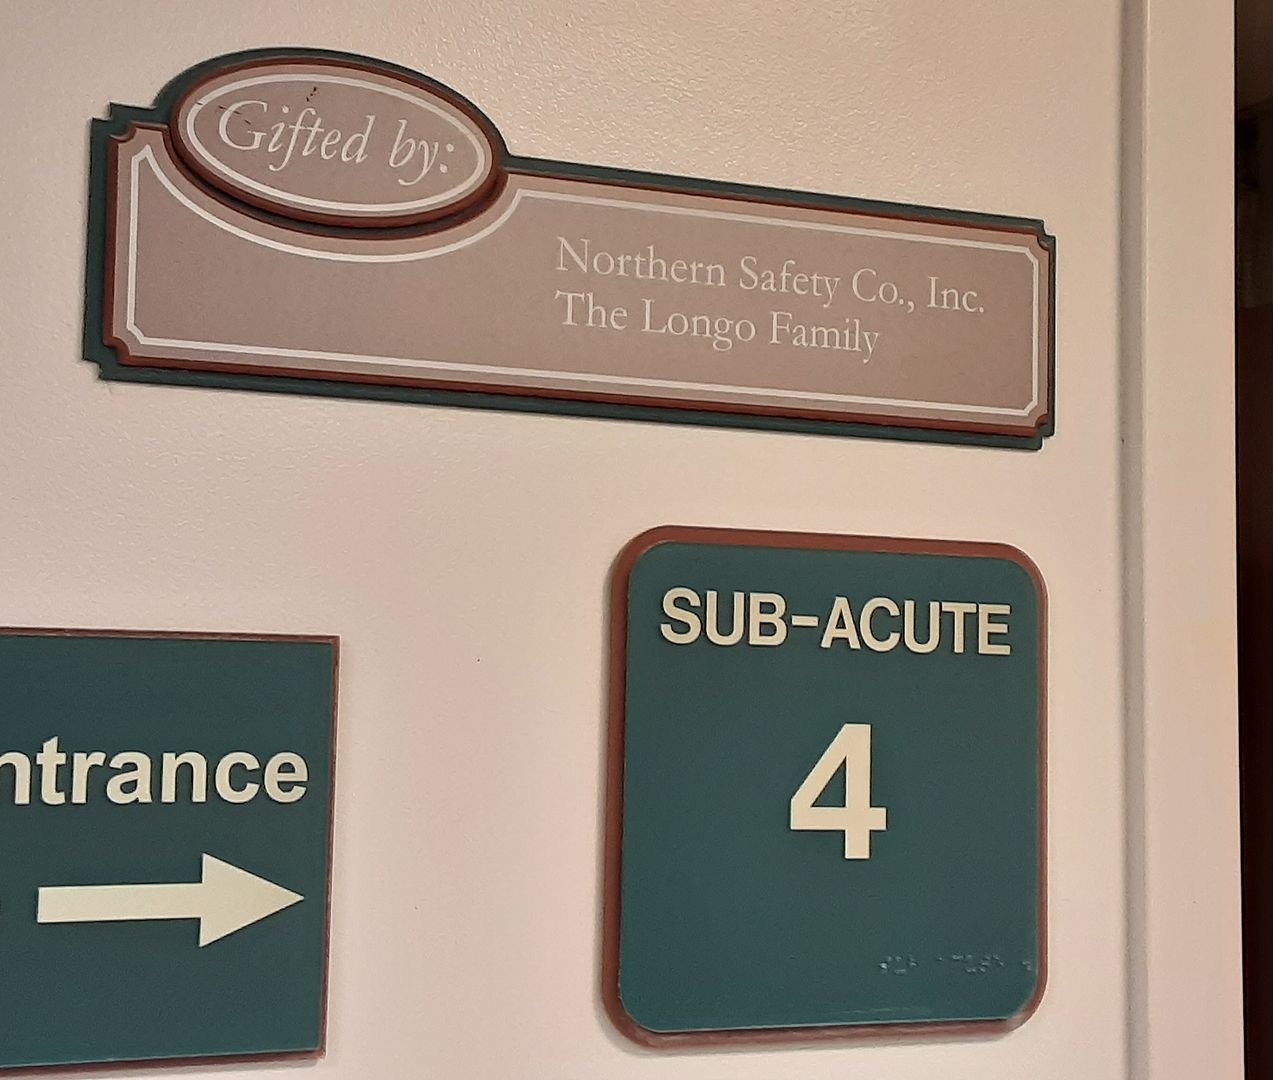 Gifted by:
Northern Safety Co., Inc.
The Longo Family
SUB-ACUTE
4
ntrance